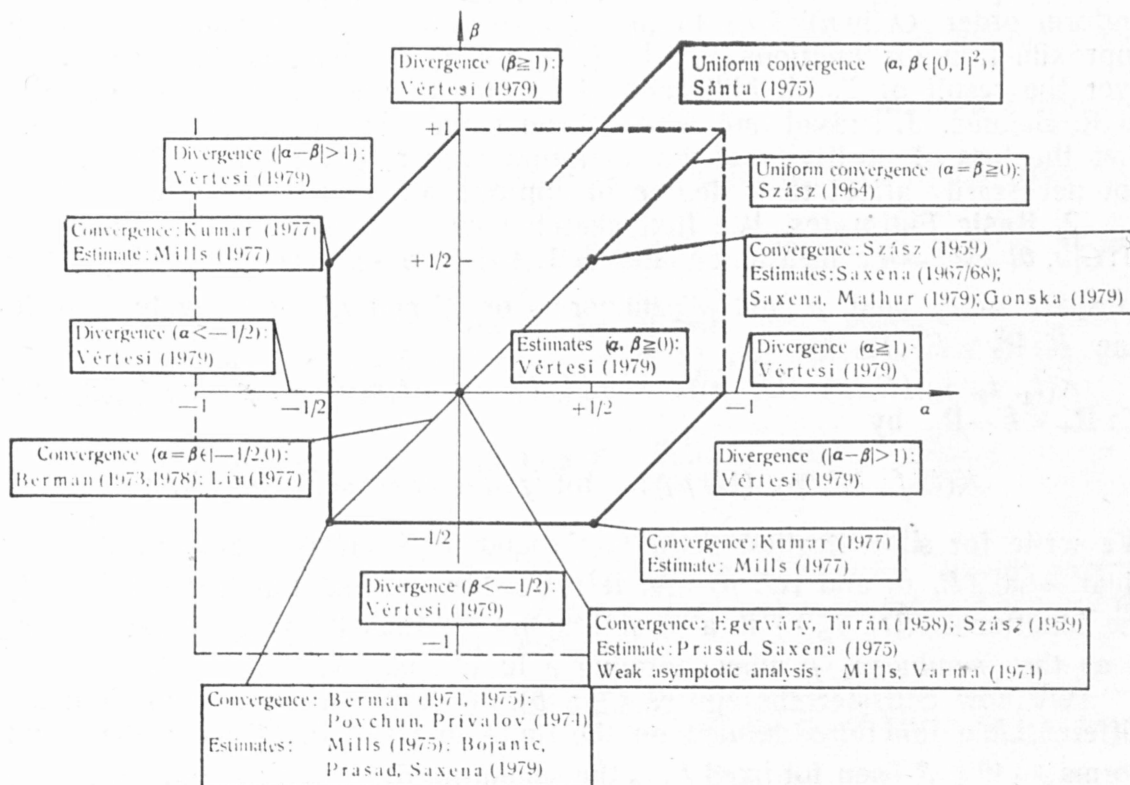 β
Divergence (β≧1):
Vértesi (1979)
Uniform convergence (α, β∈[0, 1]²):
Sánta (1975)
+1
Divergence (|α−β|>1):
Vértesi (1979)
Uniform convergence (α=β≧0):
Szász (1964)
Convergence: Kumar (1977)
Estimate: Mills (1977)
+1/2
Convergence: Szász (1959)
Estimates: Saxena (1967/68);
Saxena, Mathur (1979); Gonska (1979)
Divergence (α<−1/2):
Vértesi (1979)
Estimates (α, β≧0):
Vértesi (1979)
Divergence (α≧1):
Vértesi (1979)
−1
−1/2
+1/2
−1
α
Convergence (α=β∈[−1/2,0):
Berman (1973,1978); Liu (1977)
Divergence (|α−β|>1):
Vértesi (1979)
−1/2
Convergence: Kumar (1977)
Estimate: Mills (1977)
Divergence (β<−1/2):
Vértesi (1979)
−1
Convergence: Egerváry, Turán (1958); Szász (1959)
Estimate: Prasad, Saxena (1975)
Weak asymptotic analysis: Mills, Varma (1974)
Convergence: Berman (1971, 1975);
Povchun, Privalov (1974)
Estimates: Mills (1975); Bojanic,
Prasad, Saxena (1979)